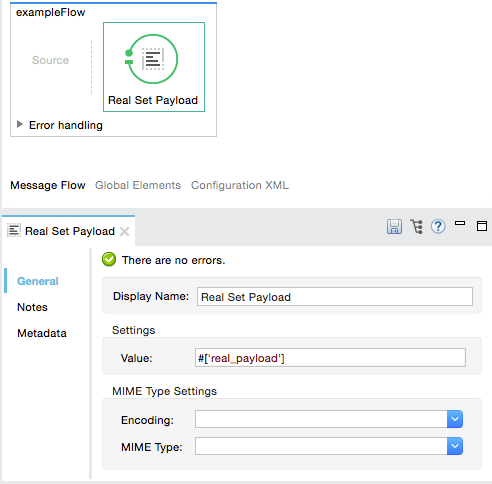 exampleFlow
Source
Real Set Payload
Error handling
Message Flow Global Elements Configuration XML
Real Set Payload
There are no errors.
General
Notes
Metadata
Display Name: Real Set Payload
Settings
Value: #['real_payload']
MIME Type Settings
Encoding:
MIME Type: